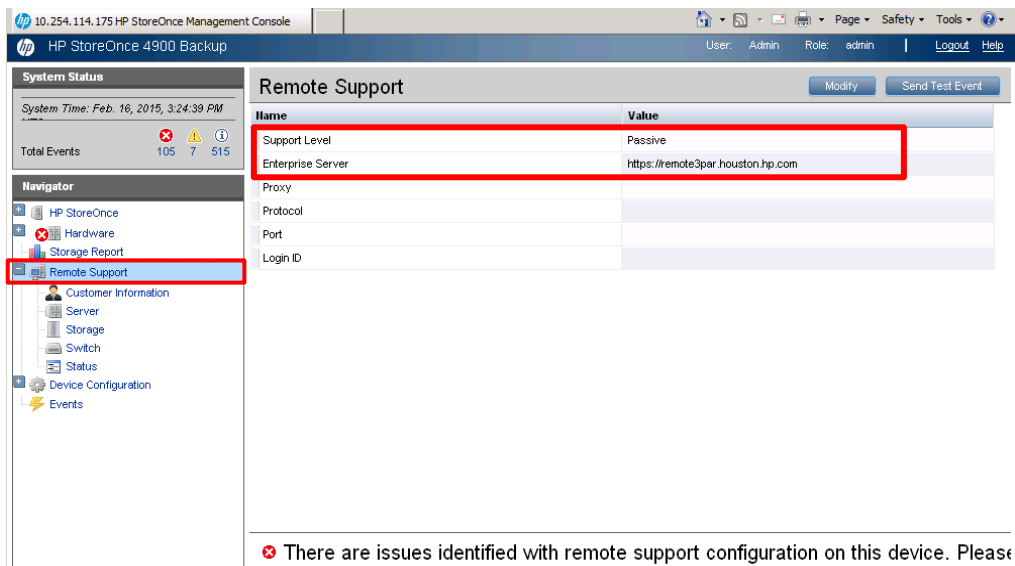 10.254.114.175 HP StoreOnce Management Console
Page Safety Tools
hp HP StoreOnce 4900 Backup
User: Admin Role: admin | Logout Help
System Status
System Time: Feb. 16, 2015, 3:24:39 PM
Total Events 105 7 515
Navigator
HP StoreOnce
Hardware
Storage Report
Remote Support
Customer Information
Server
Storage
Switch
Status
Device Configuration
Events
Remote Support
Modify Send Test Event
Name Value
Support Level Passive
Enterprise Server https://remote3par.houston.hp.com
Proxy
Protocol
Port
Login ID
There are issues identified with remote support configuration on this device. Please